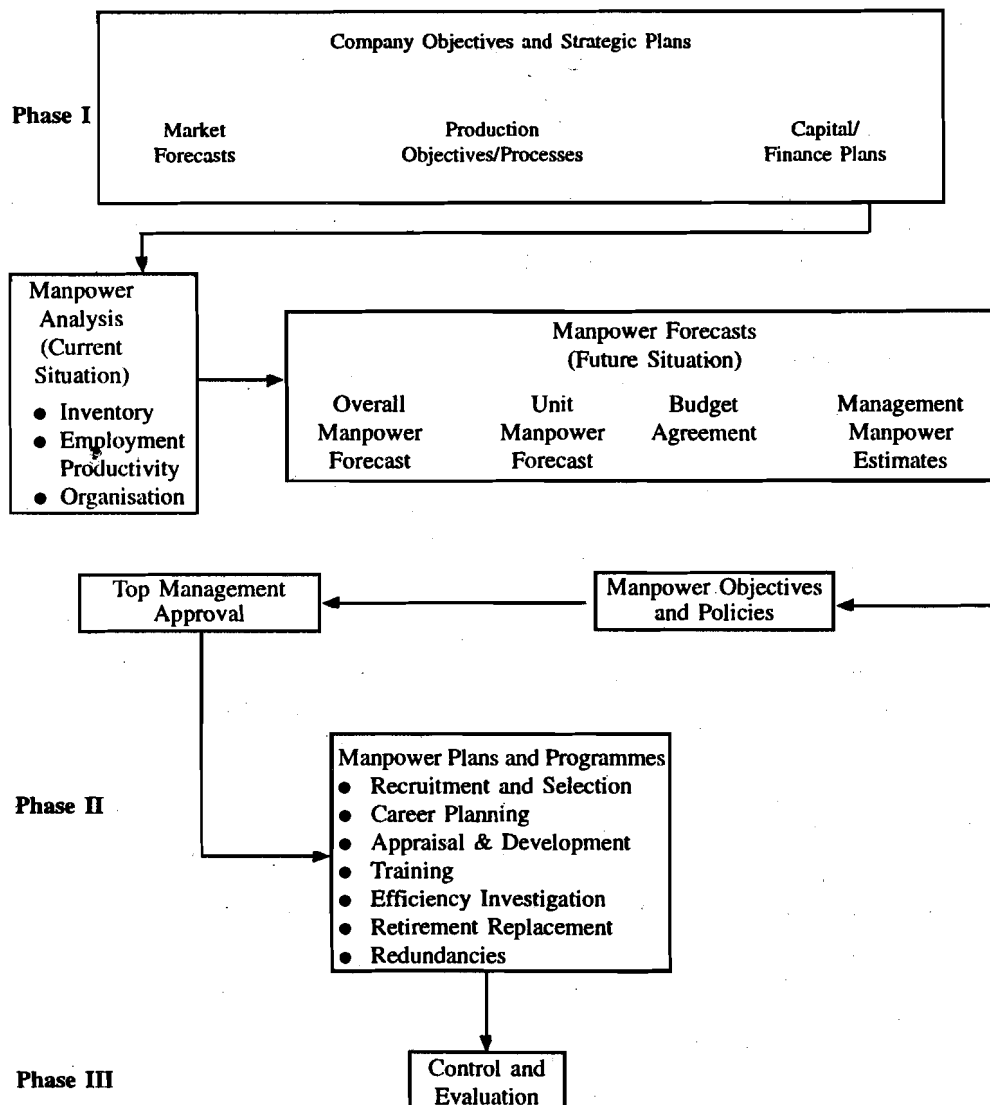 Company Objectives and Strategic Plans
Phase I
Market
Forecasts
Production
Objectives/Processes
Capital/
Finance Plans
Manpower
Analysis
(Current
Situation)
● Inventory
● Employment
Productivity
● Organisation
Manpower Forecasts
(Future Situation)
Overall
Manpower
Forecast
Unit
Manpower
Forecast
Budget
Agreement
Management
Manpower
Estimates
Top Management
Approval
Manpower Objectives
and Policies
Phase II
Manpower Plans and Programmes
● Recruitment and Selection
● Career Planning
● Appraisal & Development
● Training
● Efficiency Investigation
● Retirement Replacement
● Redundancies
Phase III
Control and
Evaluation